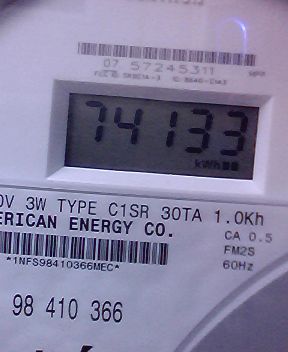 07 57245311
74133
kWh
0V 3W TYPE C1SR 30TA 1.0Kh
ERICAN ENERGY CO.
CA 0.5
FM2S
*1NFS98410366MEC*
60Hz
98 410 366